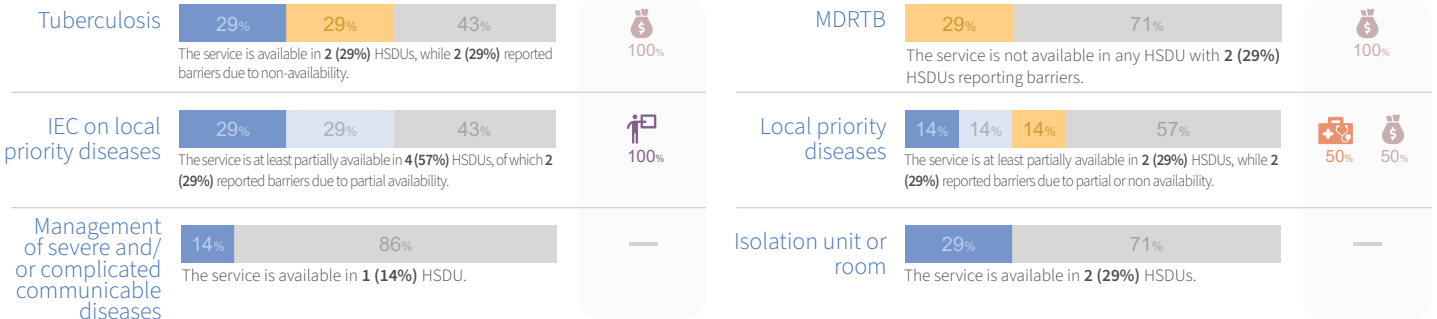 Tuberculosis
29% 29% 43%
The service is available in 2 (29%) HSDUs, while 2 (29%) reported
barriers due to non-availability.
100%
MDRTB
29% 71%
The service is not available in any HSDU with 2 (29%)
HSDUs reporting barriers.
100%
IEC on local
priority diseases
29% 29% 43%
The service is at least partially available in 4 (57%) HSDUs, of which 2
(29%) reported barriers due to partial availability.
100%
Local priority
diseases
14% 14% 14% 57%
The service is at least partially available in 2 (29%) HSDUs, while 2
(29%) reported barriers due to partial or non availability.
50% 50%
Management
of severe and/
or complicated
communicable
diseases
14% 86%
The service is available in 1 (14%) HSDU.
Isolation unit or
room
29% 71%
The service is available in 2 (29%) HSDUs.